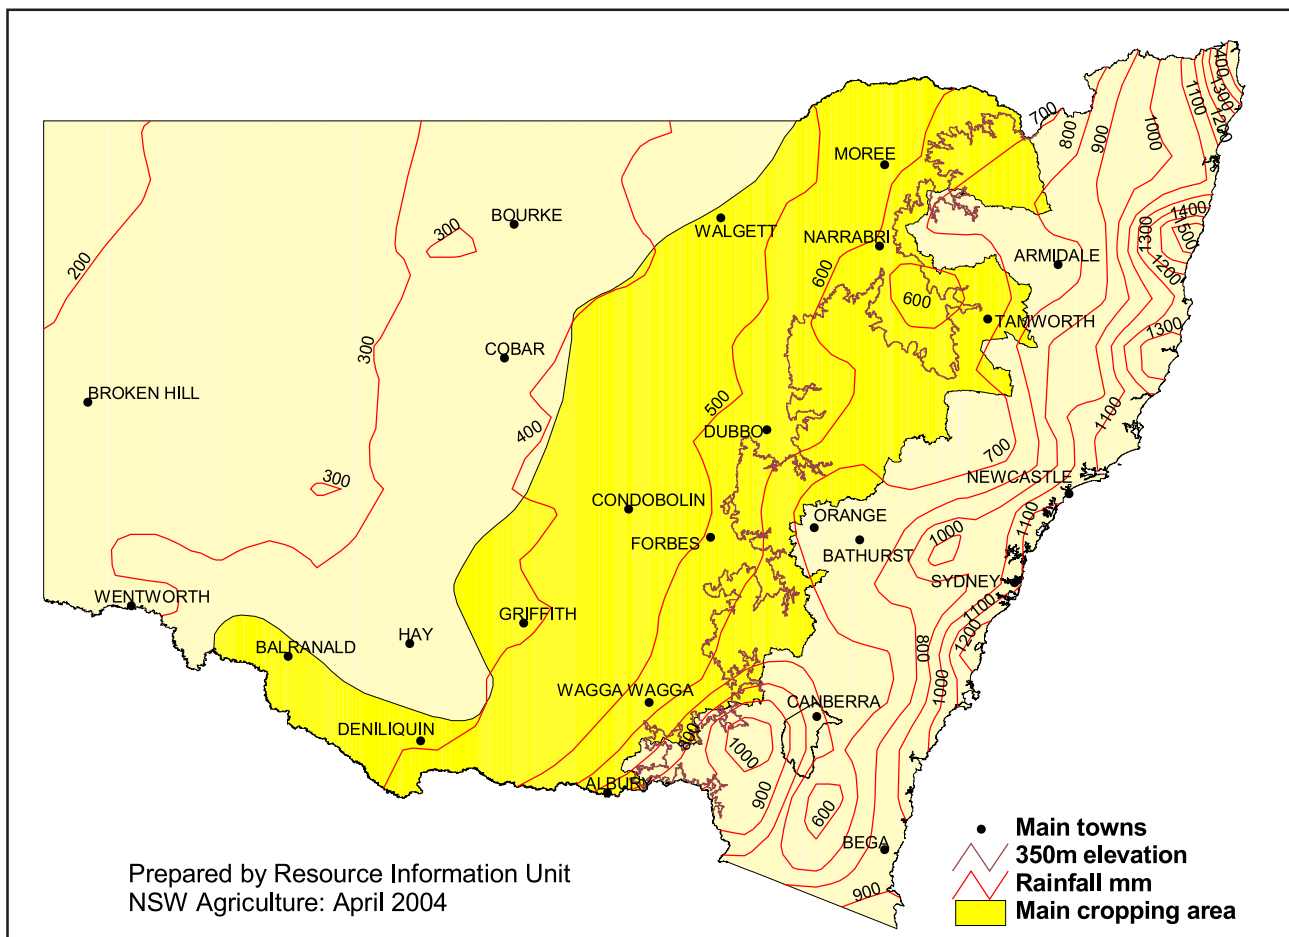 700
1400
1300
1200
1100
1000
900
800
MOREE
BOURKE
300
WALGETT
NARRABRI
600
600
ARMIDALE
1400
1500
1300
1200
200
TAMWORTH
1300
300
COBAR
BROKEN HILL
500
DUBBO
400
1100
700
300
NEWCASTLE
CONDOBOLIN
FORBES
ORANGE
BATHURST
1000
1100
SYDNEY
WENTWORTH
GRIFFITH
1100
1200
HAY
BALRANALD
800
1000
WAGGA WAGGA
CANBERRA
DENILIQUIN
800
1000
ALBURY
900
600
BEGA
900
Main towns
350m elevation
Rainfall mm
Main cropping area
Prepared by Resource Information Unit
NSW Agriculture: April 2004